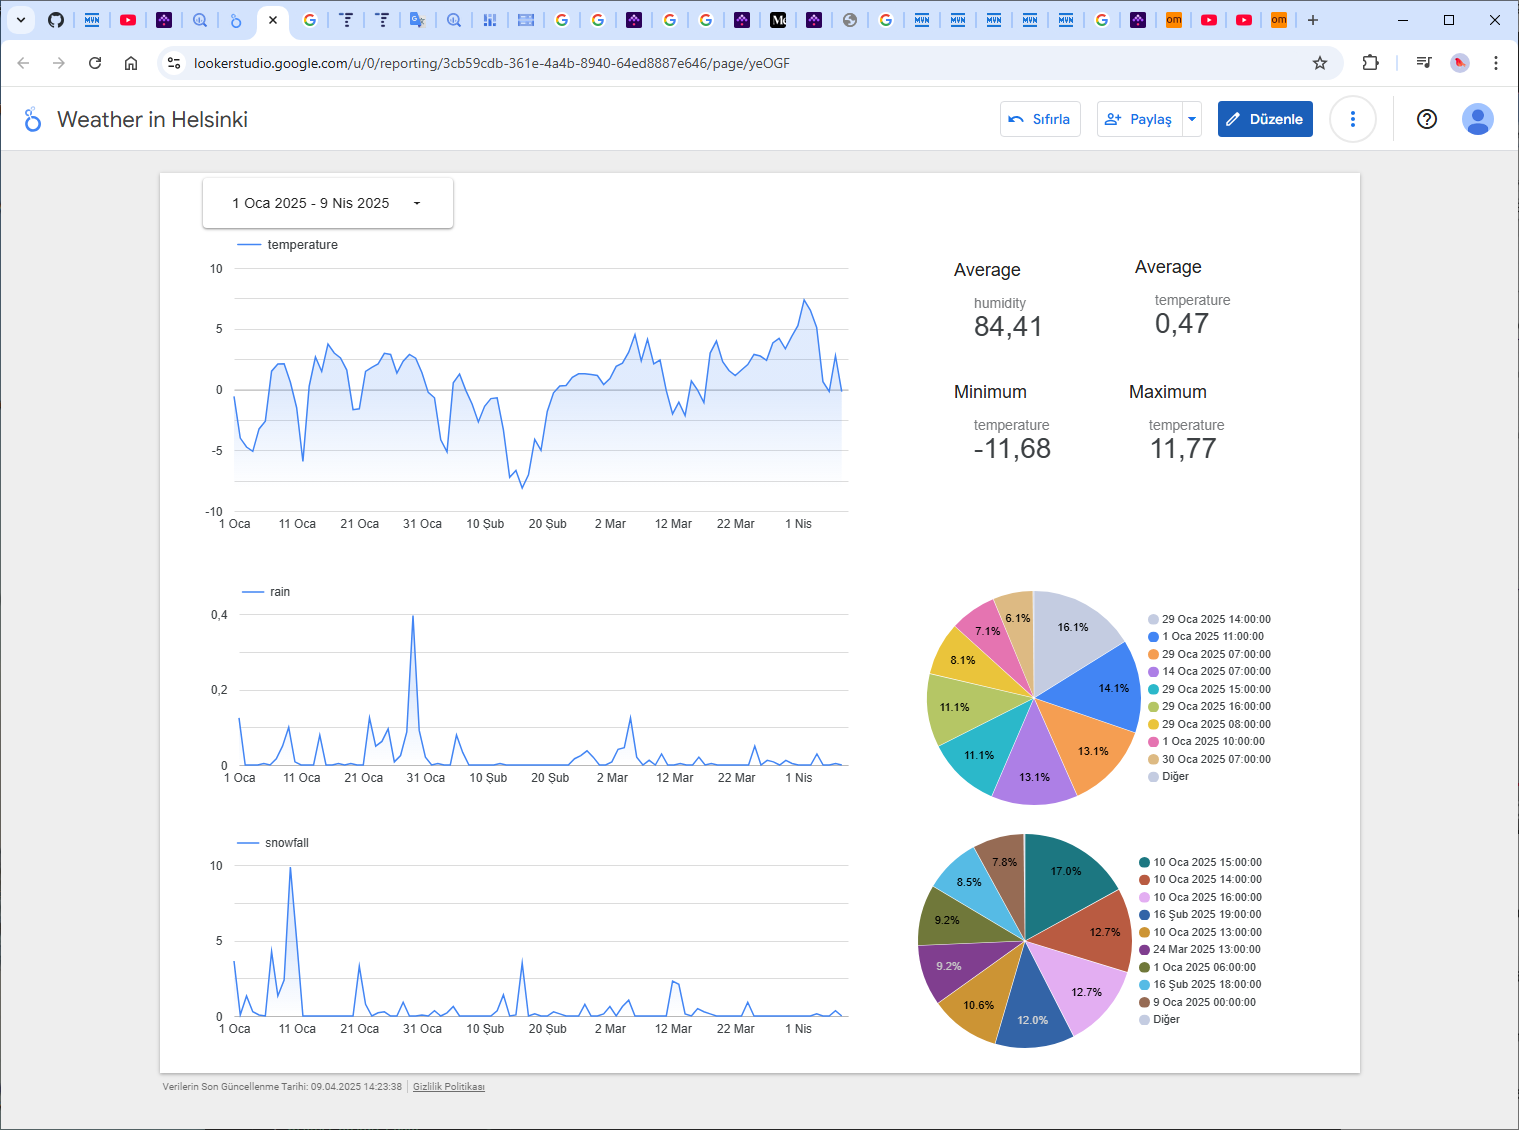 lookerstudio.google.com/u/0/reporting/3cb59cdb-361e-4a4b-8940-64ed8887e646/page/yeOGF
Weather in Helsinki
Sıfırla
Paylaş
Düzenle
1 Oca 2025 - 9 Nis 2025
temperature
10
5
0
-5
-10
1 Oca 11 Oca 21 Oca 31 Oca 10 Şub 20 Şub 2 Mar 12 Mar 22 Mar 1 Nis
Average
humidity
84,41
Average
temperature
0,47
Minimum
temperature
-11,68
Maximum
temperature
11,77
rain
0,4
0,2
0
1 Oca 11 Oca 21 Oca 31 Oca 10 Şub 20 Şub 2 Mar 12 Mar 22 Mar 1 Nis
16.1%
14.1%
13.1%
13.1%
11.1%
11.1%
8.1%
7.1%
6.1%
29 Oca 2025 14:00:00
1 Oca 2025 11:00:00
29 Oca 2025 07:00:00
14 Oca 2025 07:00:00
29 Oca 2025 15:00:00
29 Oca 2025 16:00:00
29 Oca 2025 08:00:00
1 Oca 2025 10:00:00
30 Oca 2025 07:00:00
Diğer
snowfall
10
5
0
1 Oca 11 Oca 21 Oca 31 Oca 10 Şub 20 Şub 2 Mar 12 Mar 22 Mar 1 Nis
17.0%
12.7%
12.7%
12.0%
10.6%
9.2%
9.2%
8.5%
7.8%
10 Oca 2025 15:00:00
10 Oca 2025 14:00:00
10 Oca 2025 16:00:00
16 Şub 2025 19:00:00
10 Oca 2025 13:00:00
24 Mar 2025 13:00:00
1 Oca 2025 06:00:00
16 Şub 2025 18:00:00
9 Oca 2025 00:00:00
Diğer
Verilerin Son Güncellenme Tarihi: 09.04.2025 14:23:38 Gizlilik Politikası